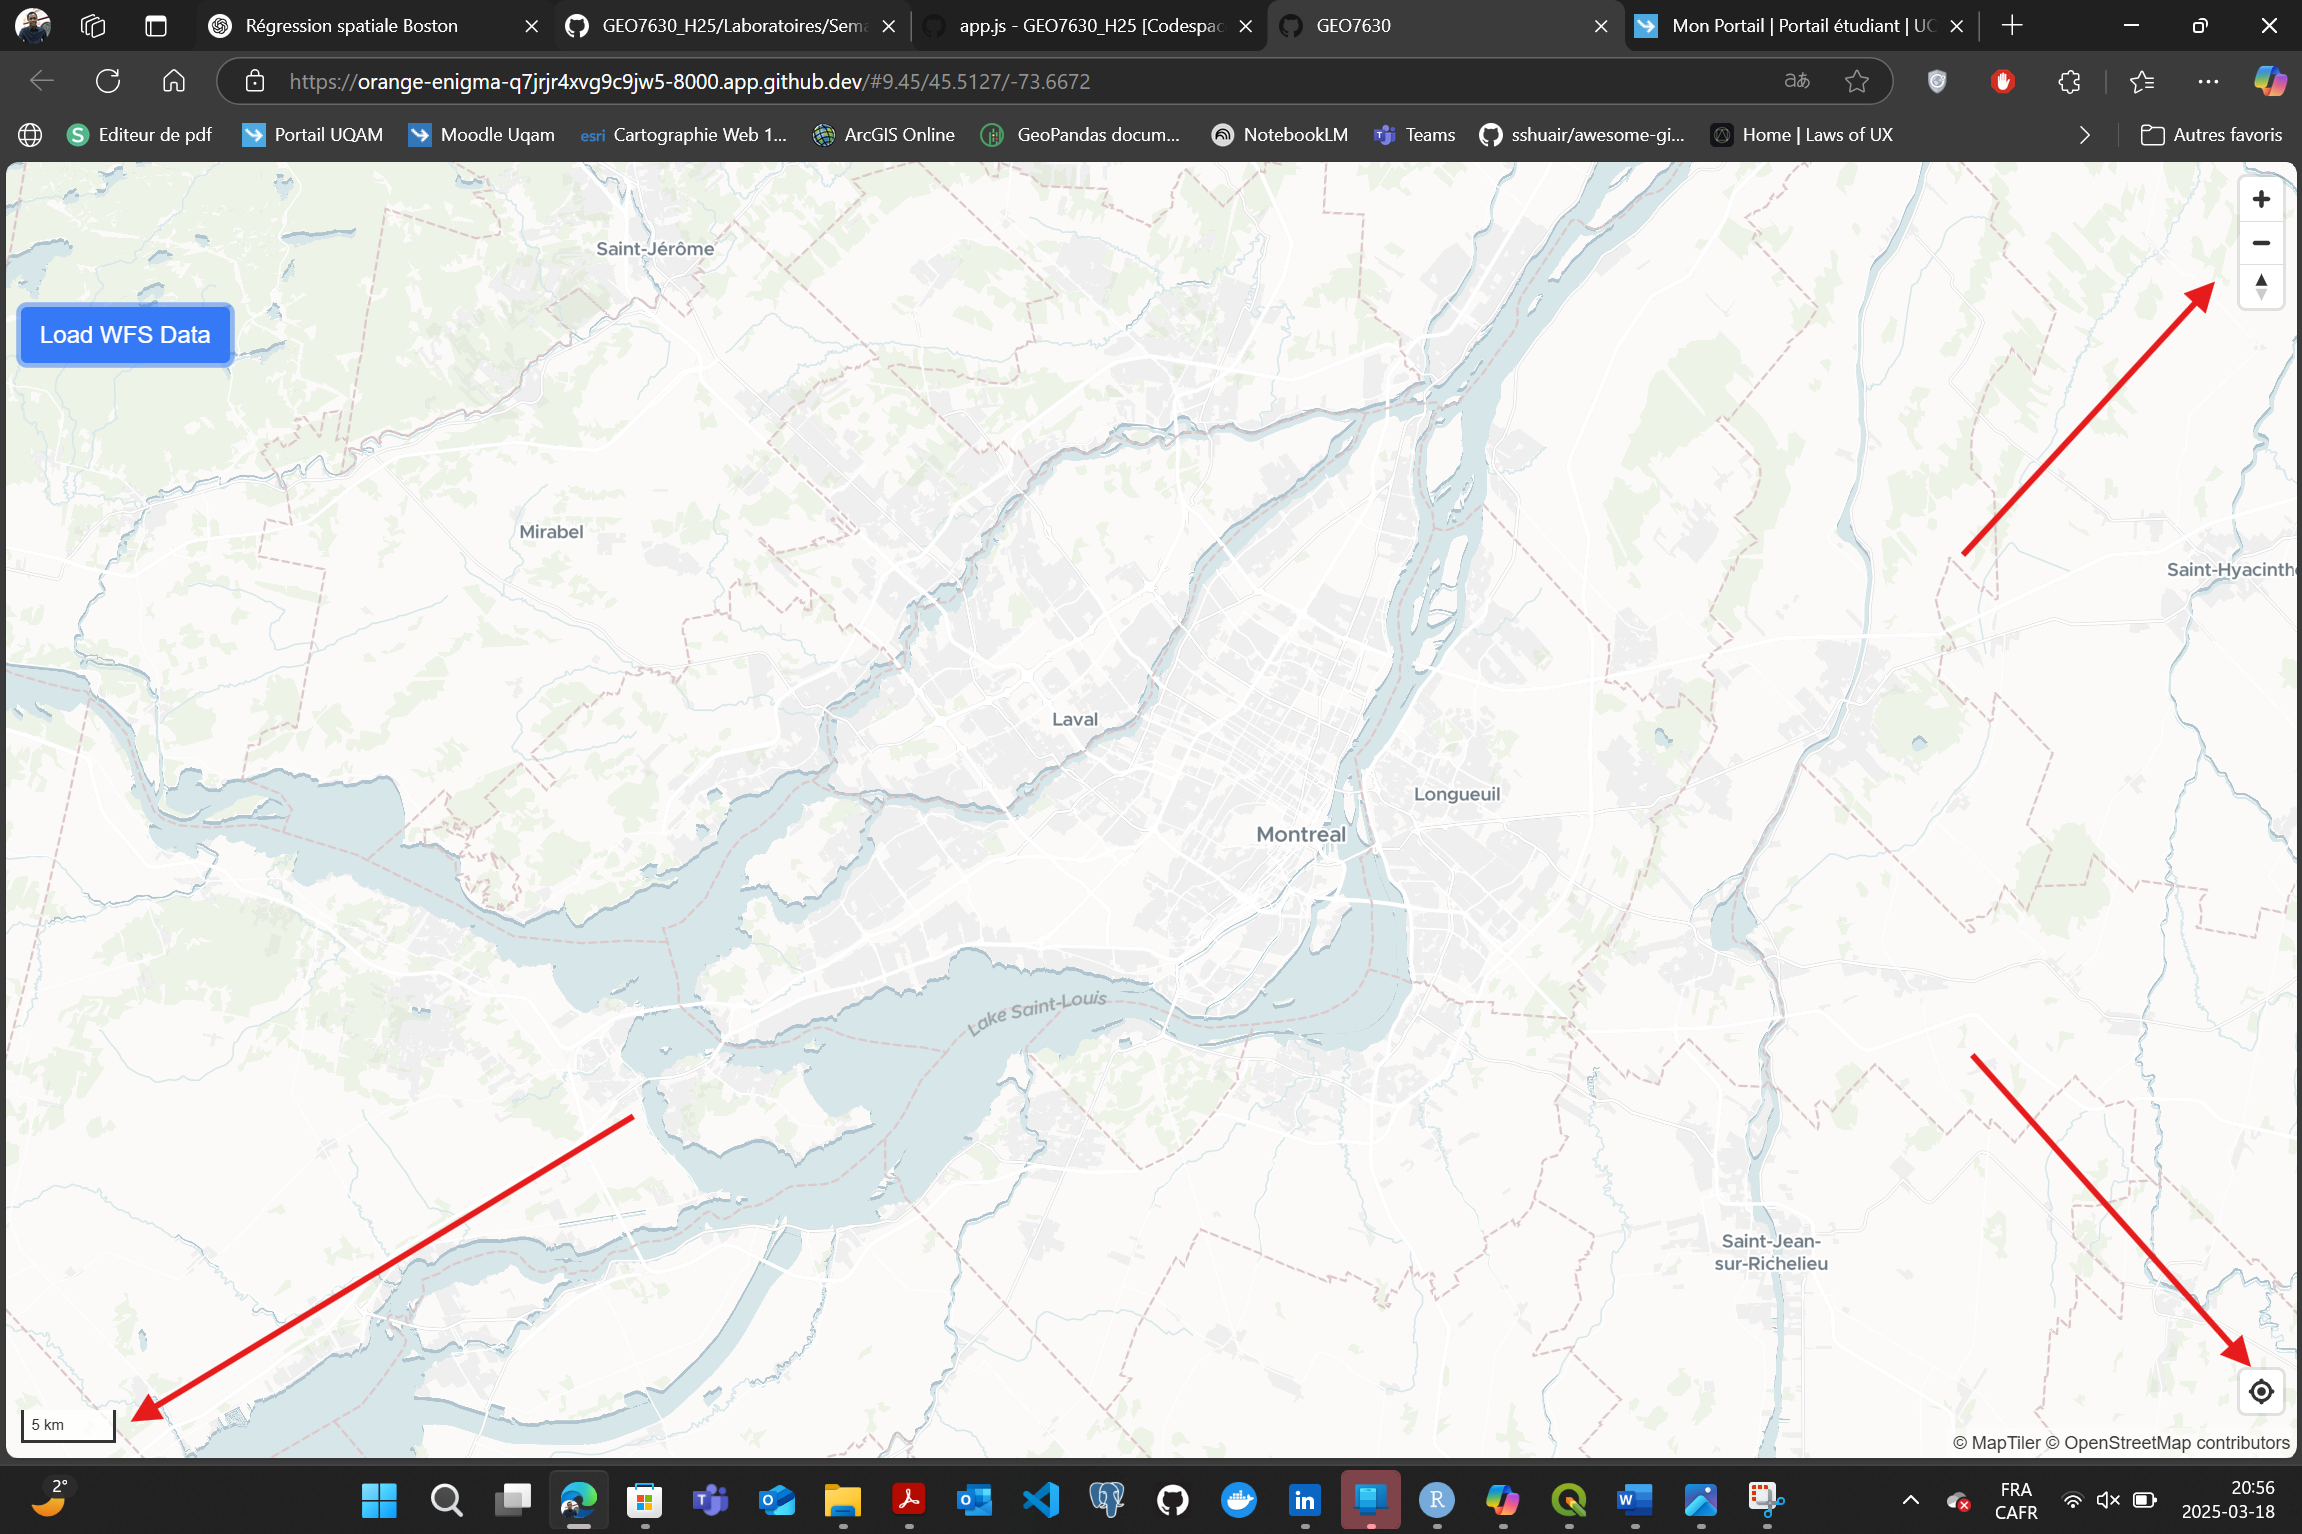 Régression spatiale Boston
GEO7630_H25/Laboratoires/Sema
app.js - GEO7630_H25 [Codespac
GEO7630
Mon Portail | Portail étudiant | UC
https://orange-enigma-q7jrjr4xvg9c9jw5-8000.app.github.dev/#9.45/45.5127/-73.6672
Editeur de pdf
Portail UQAM
Moodle Uqam
esri Cartographie Web 1...
ArcGIS Online
GeoPandas docum...
NotebookLM
Teams
sshuair/awesome-gi...
Home | Laws of UX
Autres favoris
Saint-Jérôme
Load WFS Data
Mirabel
Saint-Hyacinthe
Laval
Longueuil
Montreal
Lake Saint-Louis
Saint-Jean-
sur-Richelieu
5 km
© MapTiler © OpenStreetMap contributors
2°
FRA
CAFR
20:56
2025-03-18